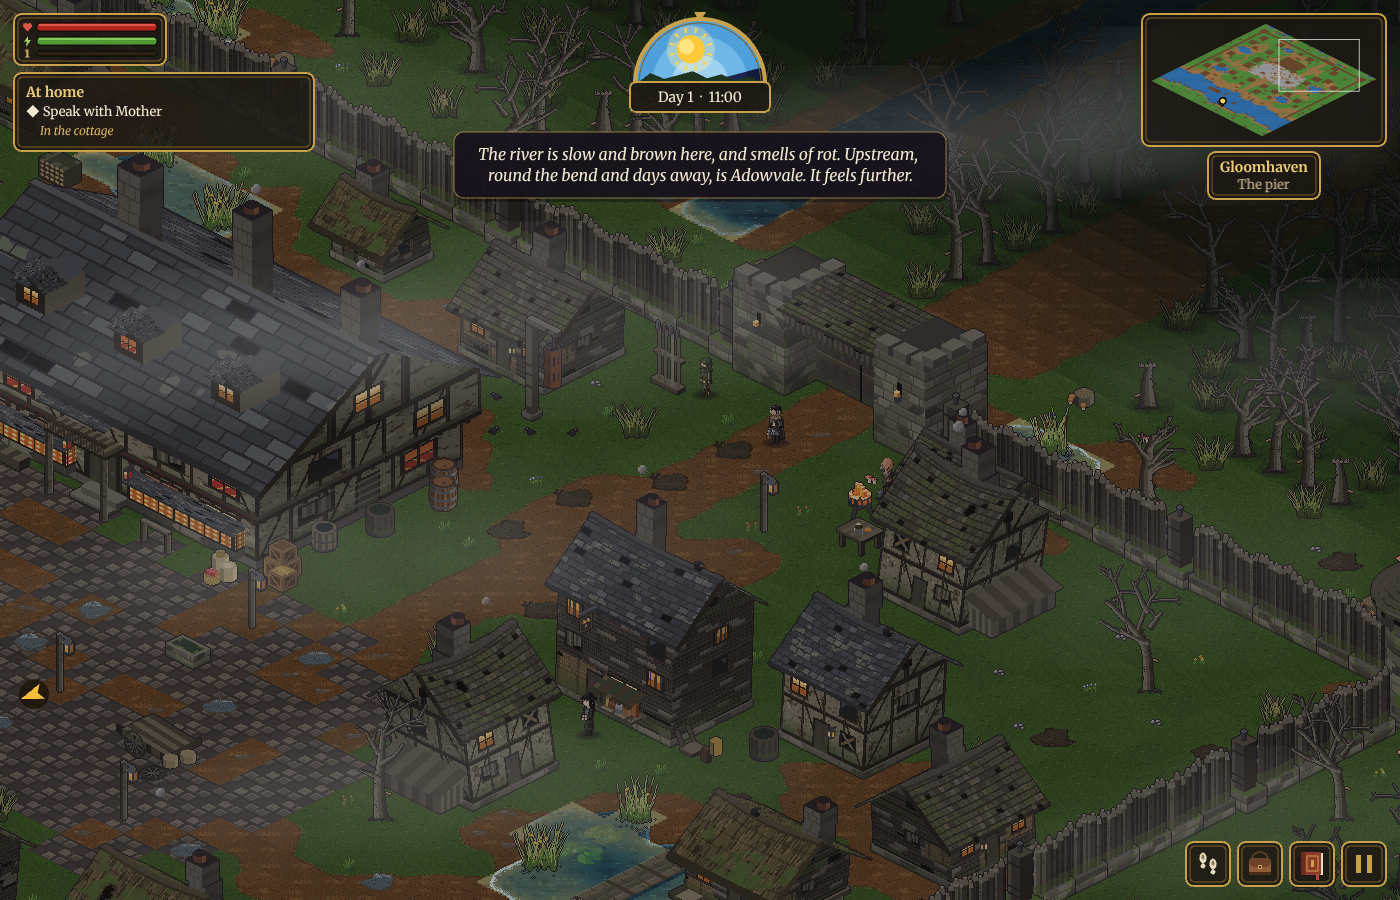 1
At home
◆ Speak with Mother
In the cottage
Day 1 · 11:00
The river is slow and brown here, and smells of rot. Upstream,
round the bend and days away, is Adowvale. It feels further.
Gloomhaven
The pier